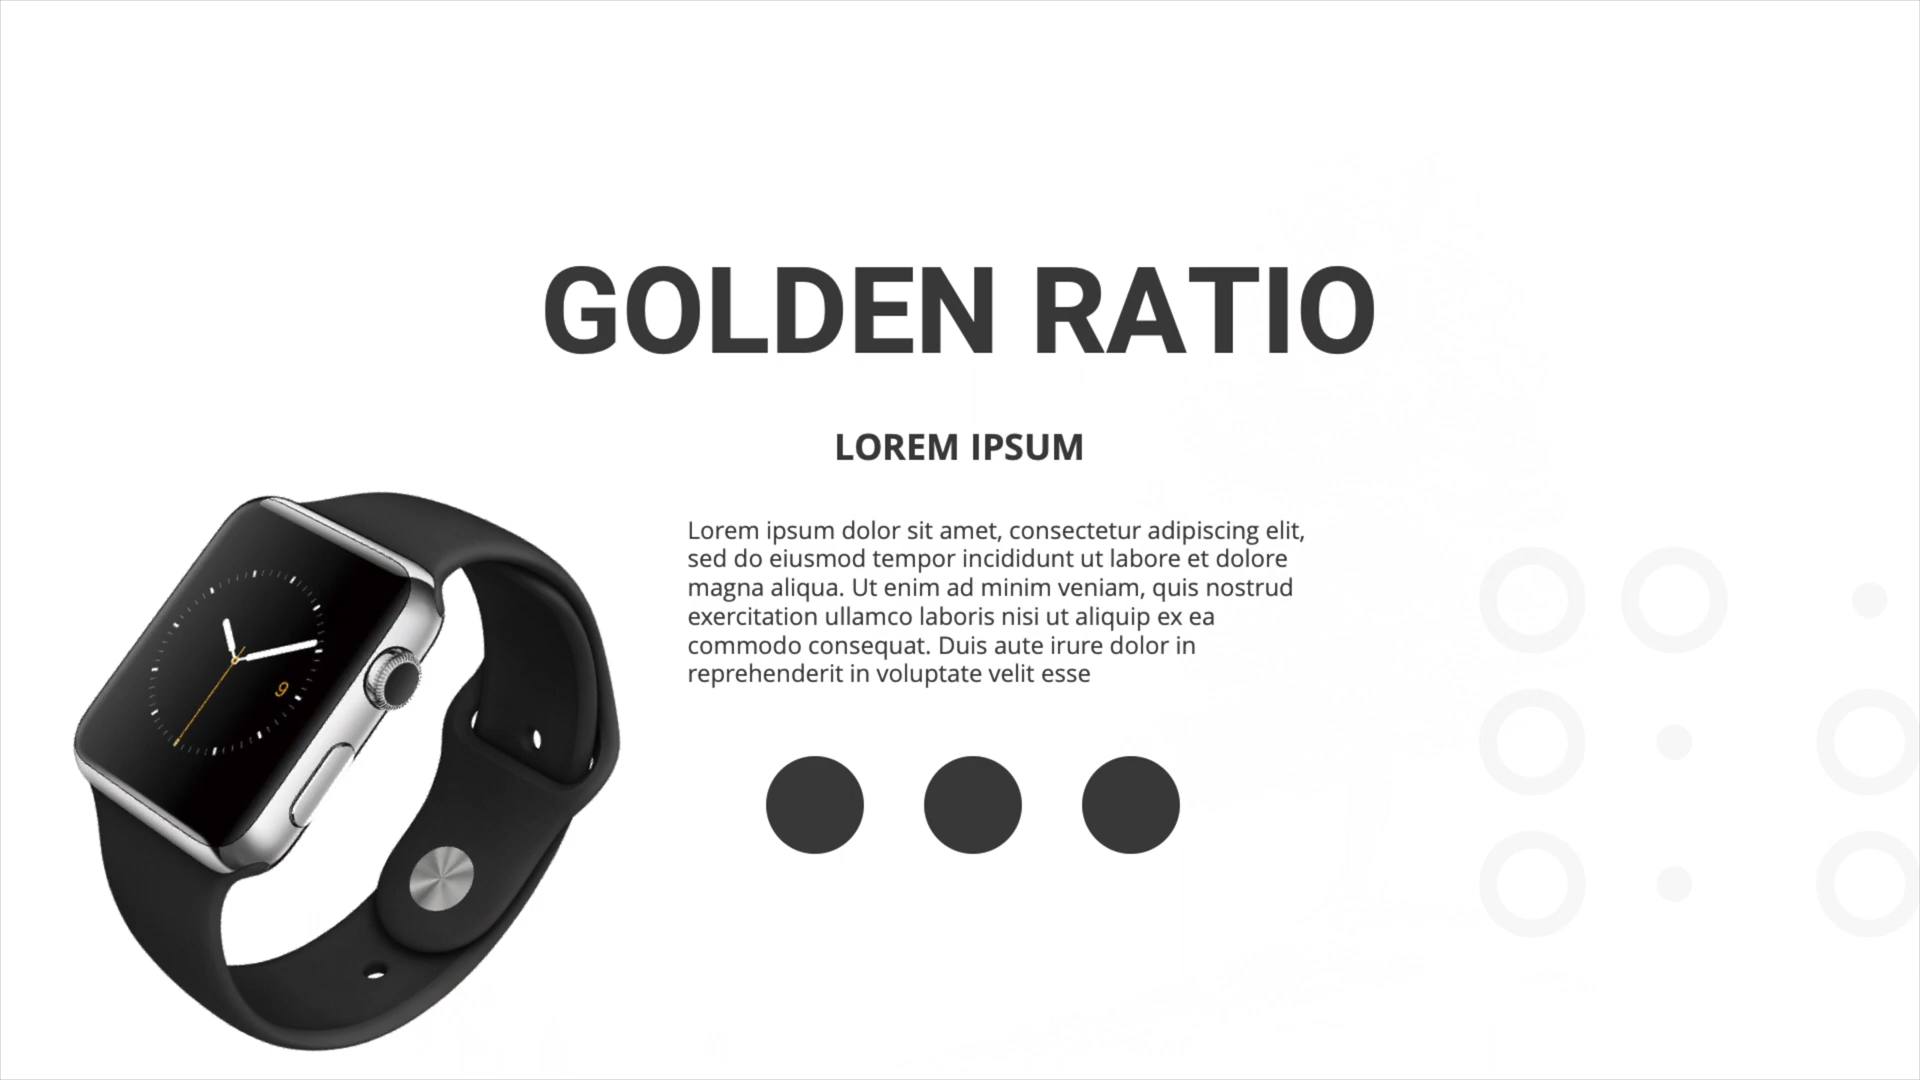 GOLDEN RATIO
LOREM IPSUM
Lorem ipsum dolor sit amet, consectetur adipiscing elit,
sed do eiusmod tempor incididunt ut labore et dolore
magna aliqua. Ut enim ad minim veniam, quis nostrud
exercitation ullamco laboris nisi ut aliquip ex ea
commodo consequat. Duis aute irure dolor in
reprehenderit in voluptate velit esse
9